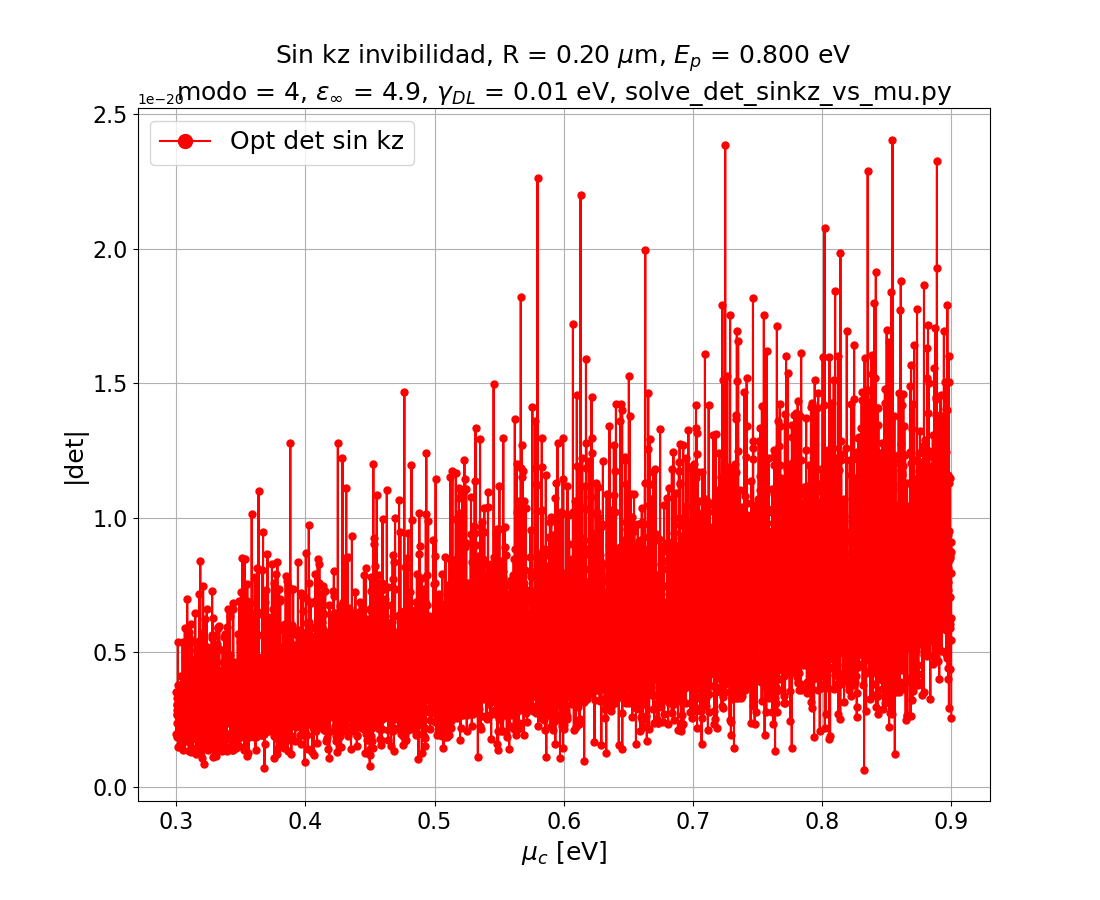 Sin kz invibilidad, R = 0.20 μm, E_p = 0.800 eV
modo = 4, ε_∞ = 4.9, γ_DL = 0.01 eV, solve_det_sinkz_vs_mu.py
1e−20
Opt det sin kz
2.5
2.0
1.5
1.0
0.5
0.0
|det|
0.3 0.4 0.5 0.6 0.7 0.8 0.9
μ_c [eV]